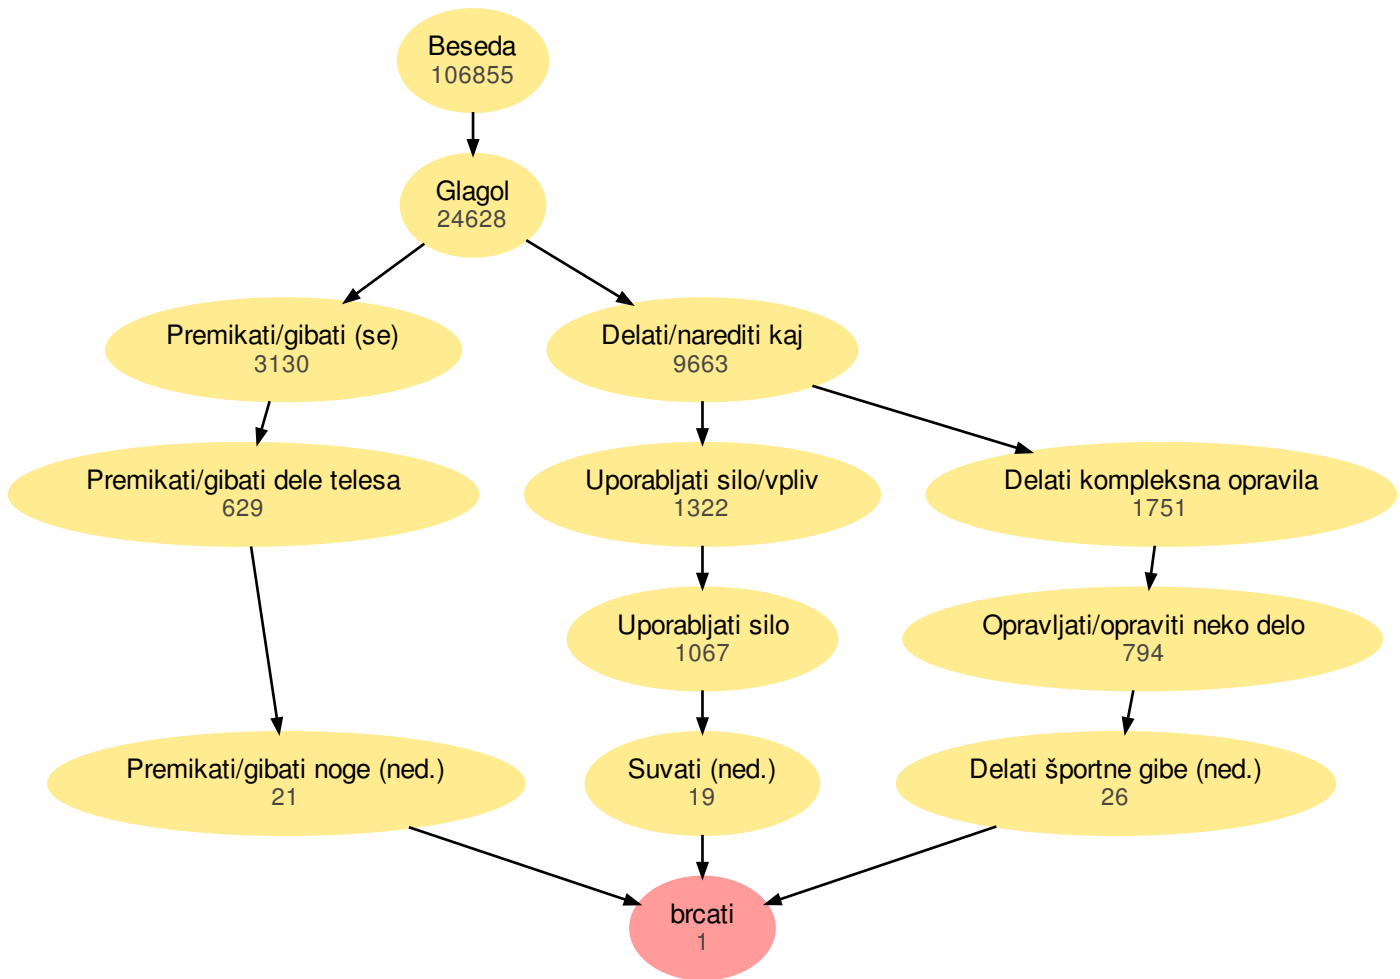 Beseda
106855
Glagol
24628
Premikati/gibati (se)
3130
Delati/narediti kaj
9663
Premikati/gibati dele telesa
629
Uporabljati silo/vpliv
1322
Delati kompleksna opravila
1751
Uporabljati silo
1067
Opravljati/opraviti neko delo
794
Premikati/gibati noge (ned.)
21
Suvati (ned.)
19
Delati športne gibe (ned.)
26
brcati
1